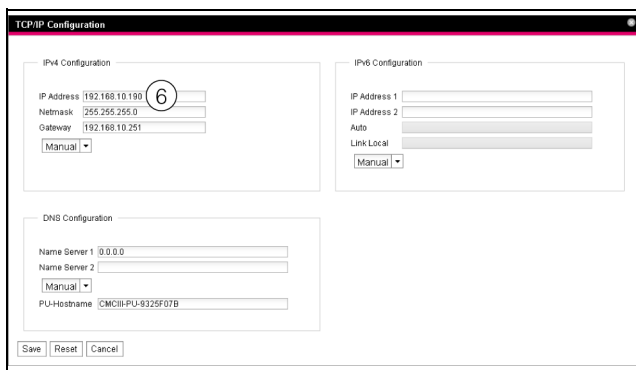 TCP/IP Configuration
IPv4 Configuration
IP Address 192.168.10.190 6
Netmask 255.255.255.0
Gateway 192.168.10.251
Manual
IPv6 Configuration
IP Address 1
IP Address 2
Auto
Link Local
Manual
DNS Configuration
Name Server 1 0.0.0.0
Name Server 2
Manual
PU-Hostname CMCIII-PU-9325F07B
Save Reset Cancel